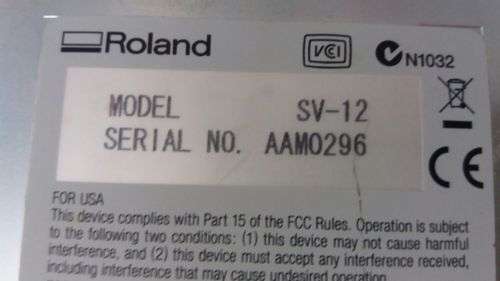 Roland VCCI N1032
MODEL SV-12
SERIAL NO. AAM0296
CE
FOR USA
This device complies with Part 15 of the FCC Rules. Operation is subject
to the following two conditions: (1) this device may not cause harmful
interference, and (2) this device must accept any interference received,
including interference that may cause undesired operation.